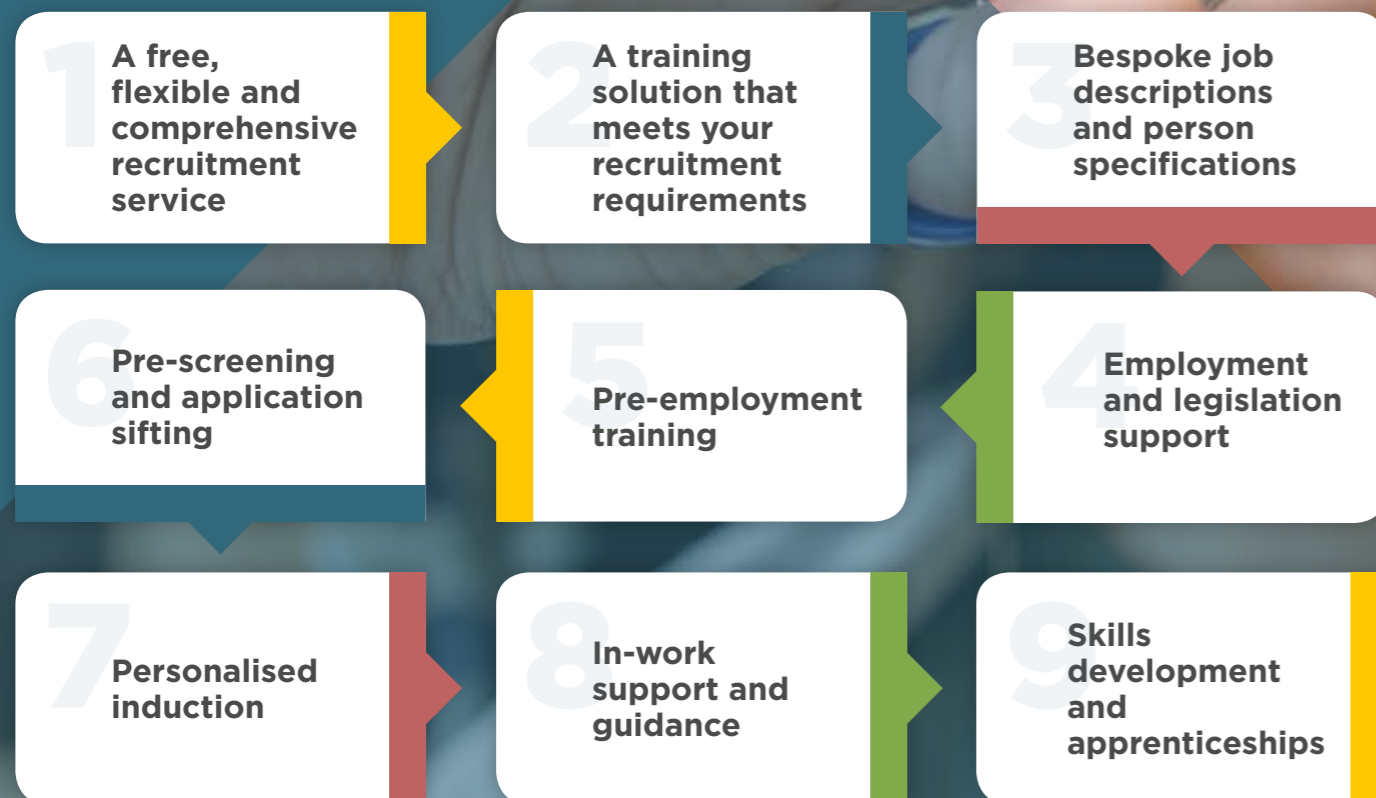 1
A free,
flexible and
comprehensive
recruitment
service
2
A training
solution that
meets your
recruitment
requirements
3
Bespoke job
descriptions
and person
specifications
4
Employment
and legislation
support
5
Pre-employment
training
6
Pre-screening
and application
sifting
7
Personalised
induction
8
In-work
support and
guidance
9
Skills
development
and
apprenticeships